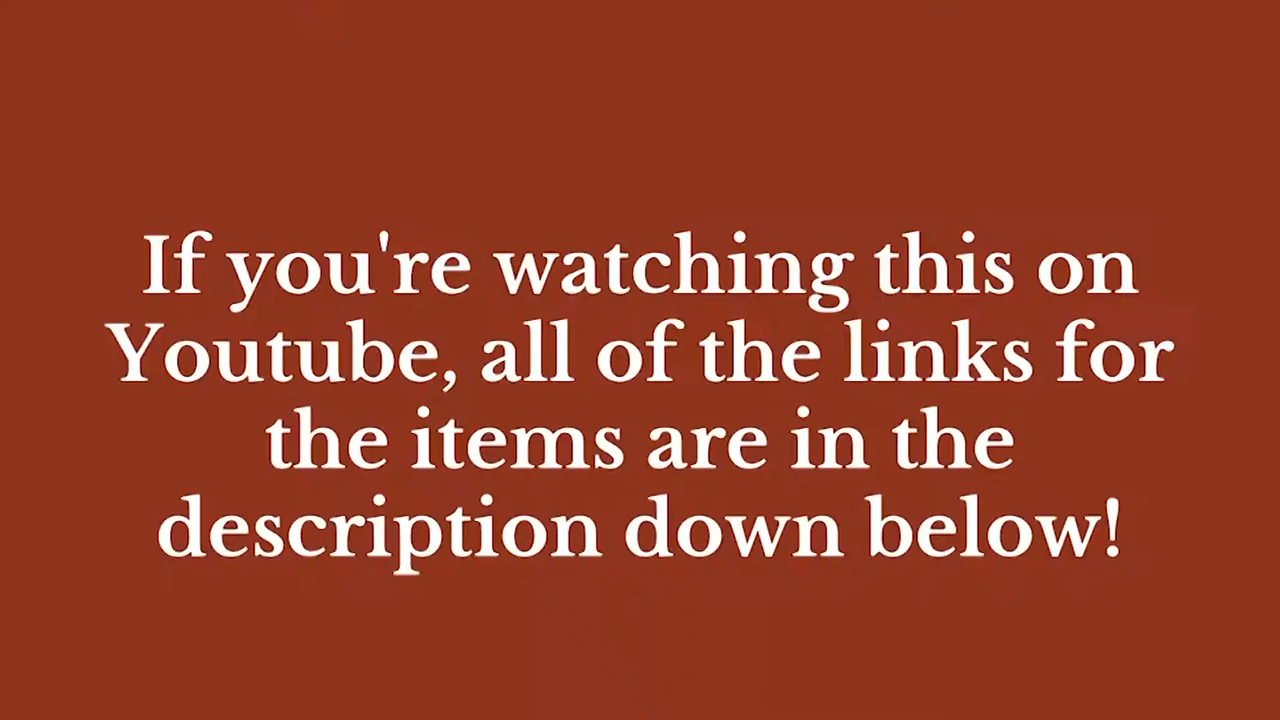 If you're watching this on
Youtube, all of the links for
the items are in the
description down below!